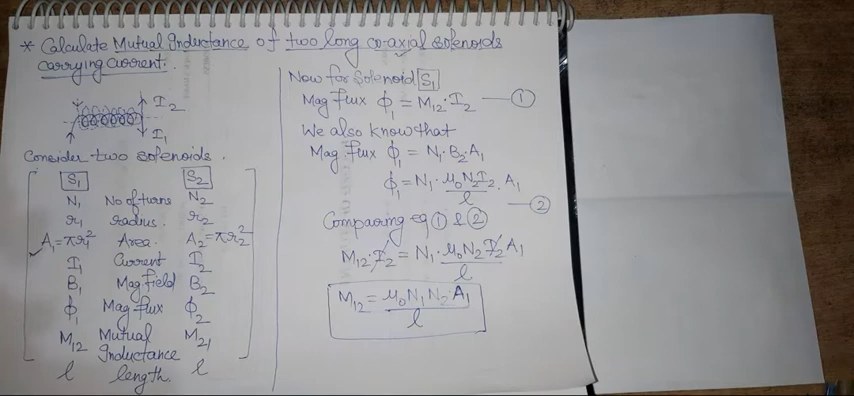 * Calculate Mutual Inductance of two long co-axial solenoids
carrying current.
I2
I1
Consider two solenoids.
S1 S2
N1 No of turns N2
r1 radius. r2
A1=πr1² Area. A2=πr2²
I1 Current I2
B1 Mag field B2
ϕ1 Mag flux ϕ2
M12 Mutual Inductance M21
l length. l
Now for Solenoid S1
Mag flux ϕ1 = M12·I2 — ①
We also know that
Mag flux ϕ1 = N1·B2·A1
ϕ1 = N1·μ0N2I2/l · A1 — ②
Comparing eq ① & ②
M12·I2 = N1·μ0N2I2/l A1
M12 = μ0N1N2·A1/l